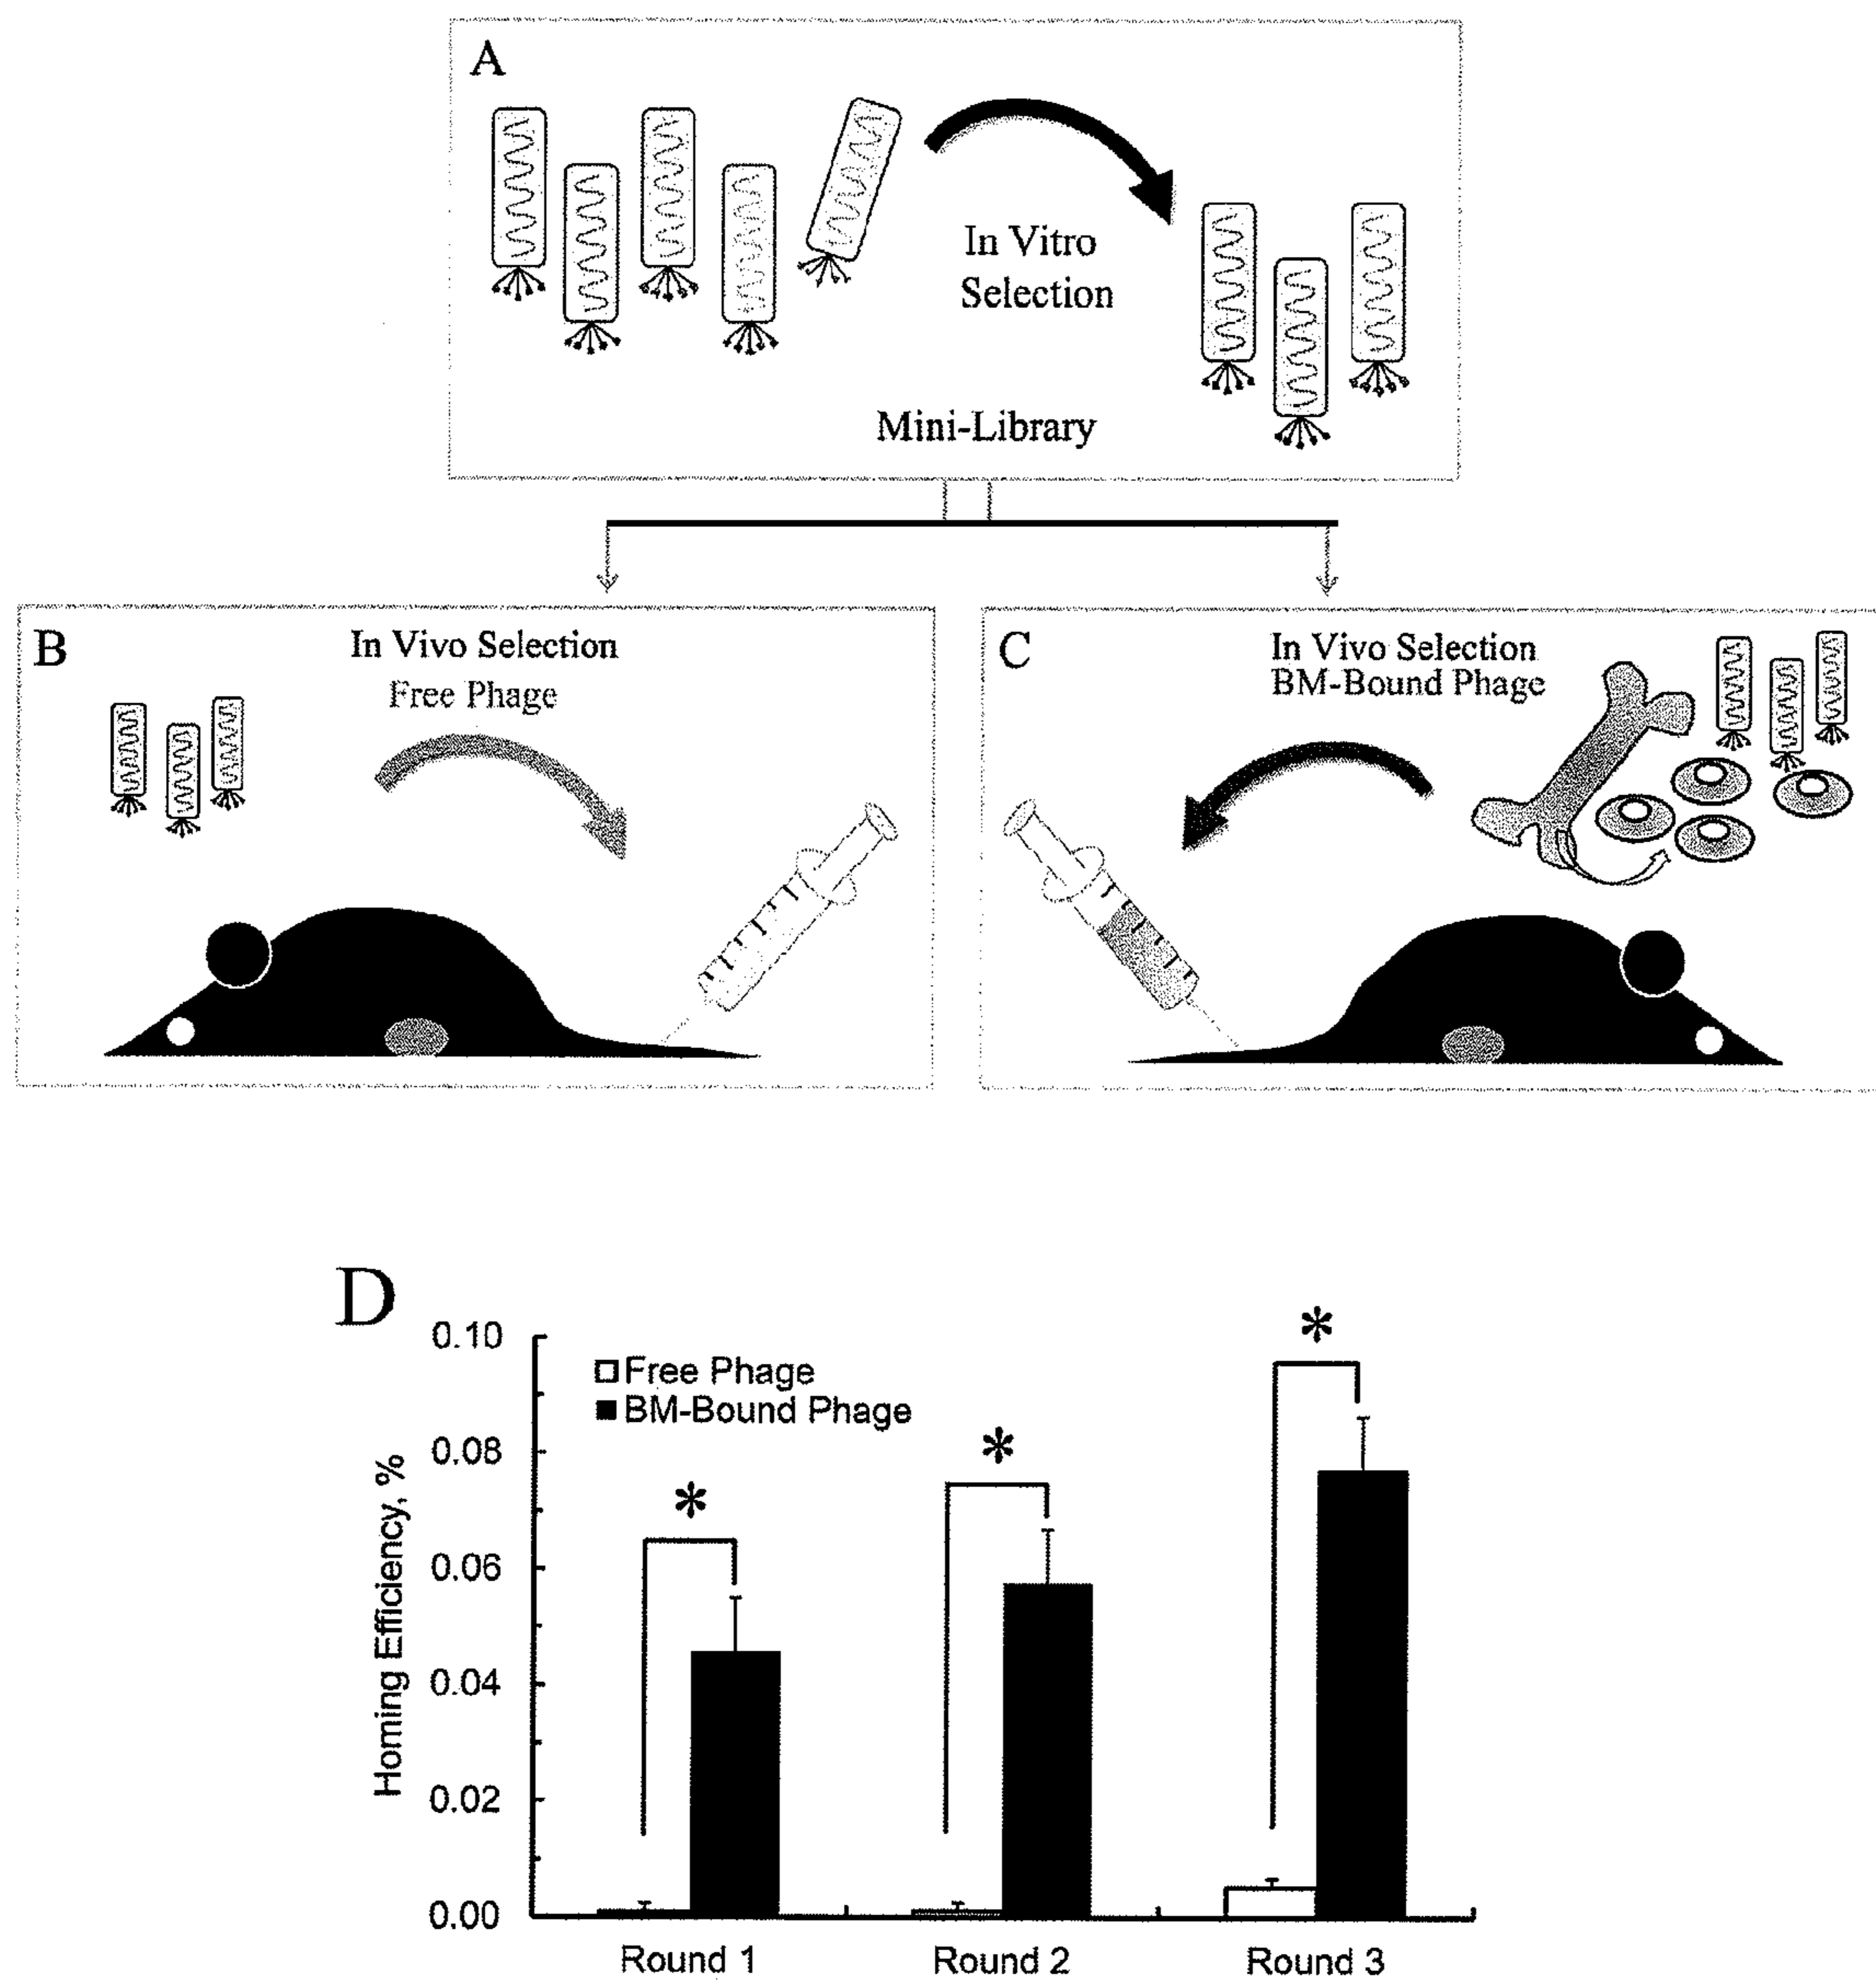 A
In Vitro
Selection
Mini-Library
B
In Vivo Selection
Free Phage
C
In Vivo Selection
BM-Bound Phage
D
*
*
*
Free Phage
BM-Bound Phage
Homing Efficiency, %
0.10
0.08
0.06
0.04
0.02
0.00
Round 1
Round 2
Round 3